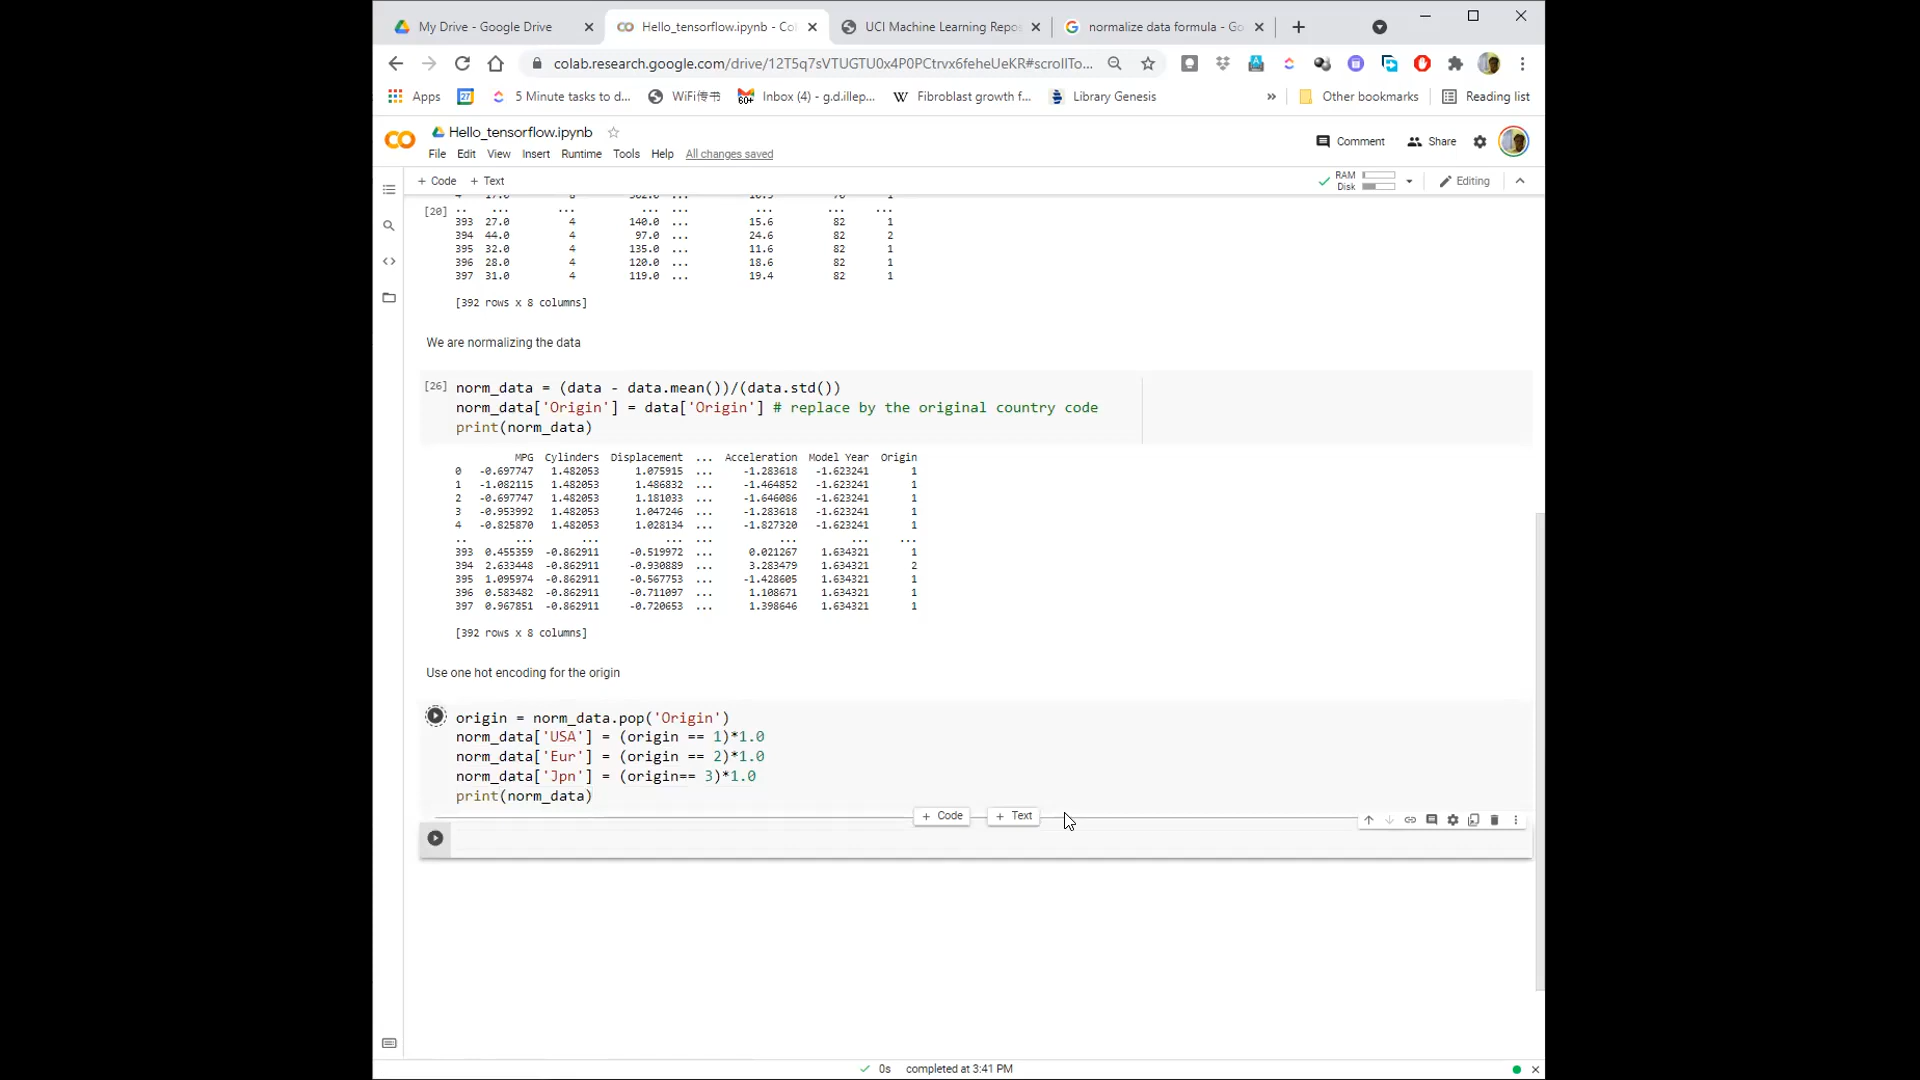 My Drive - Google Drive
Hello_tensorflow.ipynb - Co
UCI Machine Learning Repo
normalize data formula - Go
colab.research.google.com/drive/12T5q7sVTUGTU0x4P0PCtrvx6feheUeKR#scrollTo...
Apps
27
5 Minute tasks to d...
WiFi传书
60+
Inbox (4) - g.d.illep...
W
Fibroblast growth f...
Library Genesis
»
Other bookmarks
Reading list
CO
Hello_tensorflow.ipynb
Comment
Share
File Edit View Insert Runtime Tools Help All changes saved
+ Code + Text
RAM
Disk
Editing
[20]
.. ... ... ... ... ... ... ...
393 27.0 4 140.0 ... 15.6 82 1
394 44.0 4 97.0 ... 24.6 82 2
395 32.0 4 135.0 ... 11.6 82 1
396 28.0 4 120.0 ... 18.6 82 1
397 31.0 4 119.0 ... 19.4 82 1
[392 rows x 8 columns]
We are normalizing the data
[26]
norm_data = (data - data.mean())/(data.std())
norm_data['Origin'] = data['Origin'] # replace by the original country code
print(norm_data)
MPG Cylinders Displacement ... Acceleration Model Year Origin
0 -0.697747 1.482053 1.075915 ... -1.283618 -1.623241 1
1 -1.082115 1.482053 1.486832 ... -1.464852 -1.623241 1
2 -0.697747 1.482053 1.181033 ... -1.646086 -1.623241 1
3 -0.953992 1.482053 1.047246 ... -1.283618 -1.623241 1
4 -0.825870 1.482053 1.028134 ... -1.827320 -1.623241 1
.. ... ... ... ... ... ... ...
393 0.455359 -0.862911 -0.519972 ... 0.021267 1.634321 1
394 2.633448 -0.862911 -0.930889 ... 3.283479 1.634321 2
395 1.095974 -0.862911 -0.567753 ... -1.428605 1.634321 1
396 0.583482 -0.862911 -0.711097 ... 1.108671 1.634321 1
397 0.967851 -0.862911 -0.720653 ... 1.398646 1.634321 1
[392 rows x 8 columns]
Use one hot encoding for the origin
origin = norm_data.pop('Origin')
norm_data['USA'] = (origin == 1)*1.0
norm_data['Eur'] = (origin == 2)*1.0
norm_data['Jpn'] = (origin== 3)*1.0
print(norm_data)
+ Code + Text
0s completed at 3:41 PM